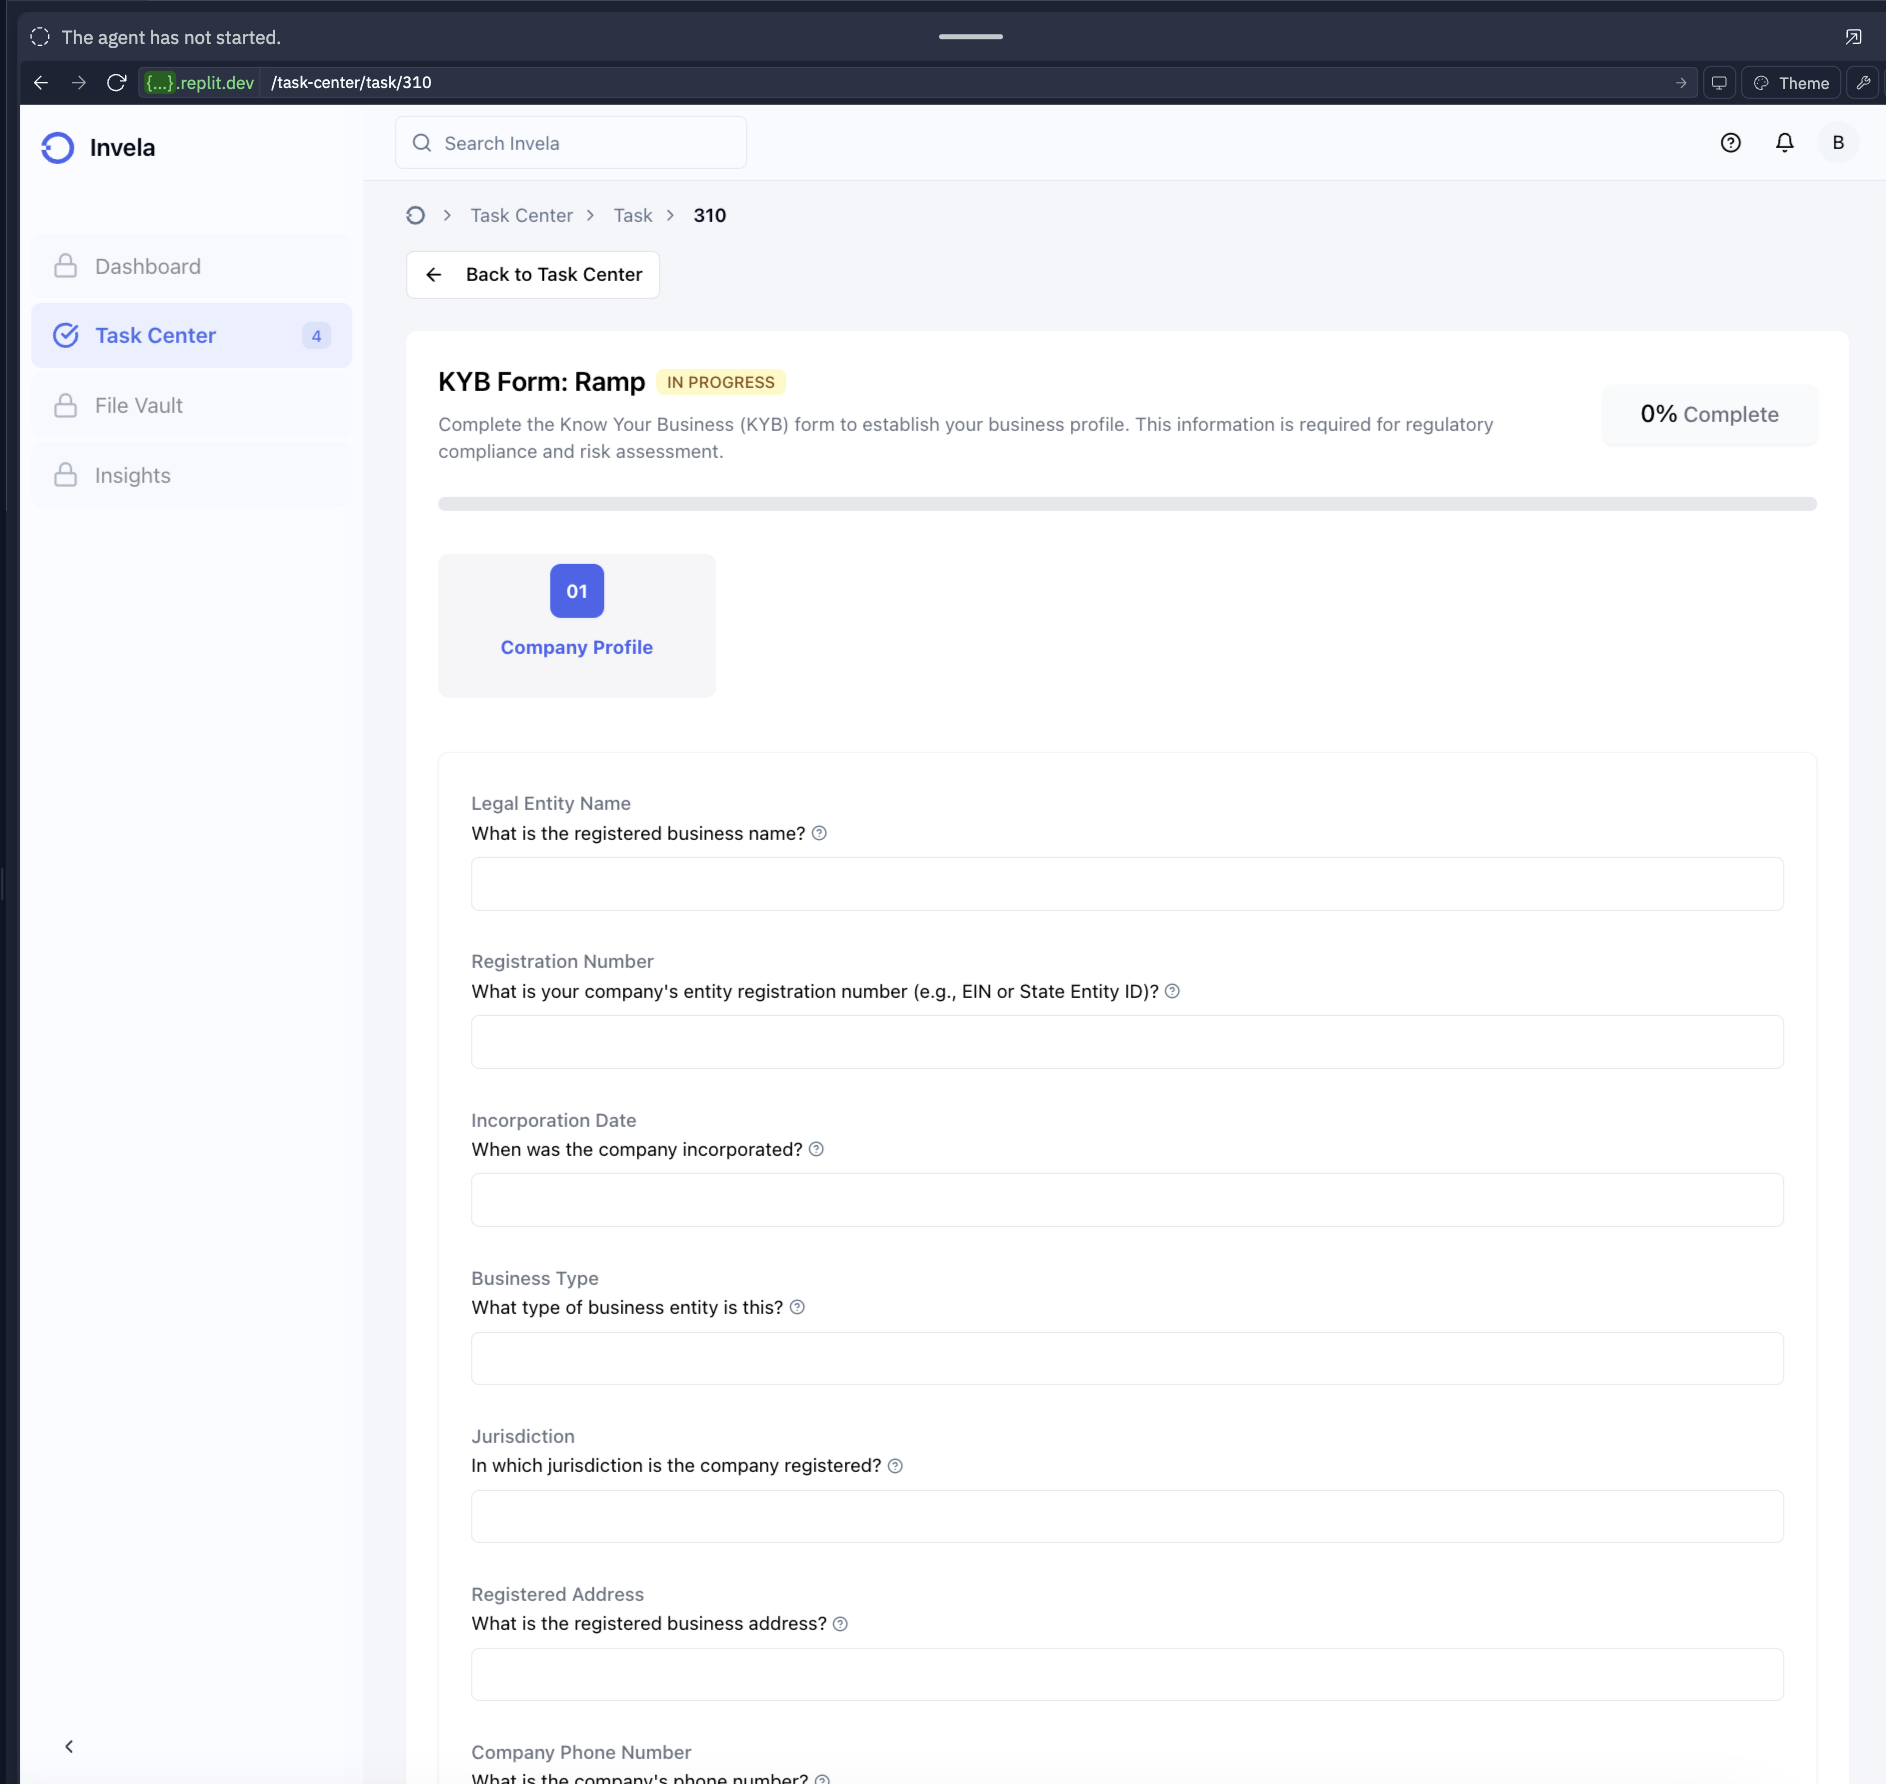 The agent has not started.
{...}.replit.dev /task-center/task/310
Theme
Invela
Search Invela
B
Task Center > Task > 310
Back to Task Center
Dashboard
Task Center 4
File Vault
Insights
KYB Form: Ramp IN PROGRESS
Complete the Know Your Business (KYB) form to establish your business profile. This information is required for regulatory
compliance and risk assessment.
0% Complete
01
Company Profile
Legal Entity Name
What is the registered business name?
Registration Number
What is your company's entity registration number (e.g., EIN or State Entity ID)?
Incorporation Date
When was the company incorporated?
Business Type
What type of business entity is this?
Jurisdiction
In which jurisdiction is the company registered?
Registered Address
What is the registered business address?
Company Phone Number
What is the company's phone number?